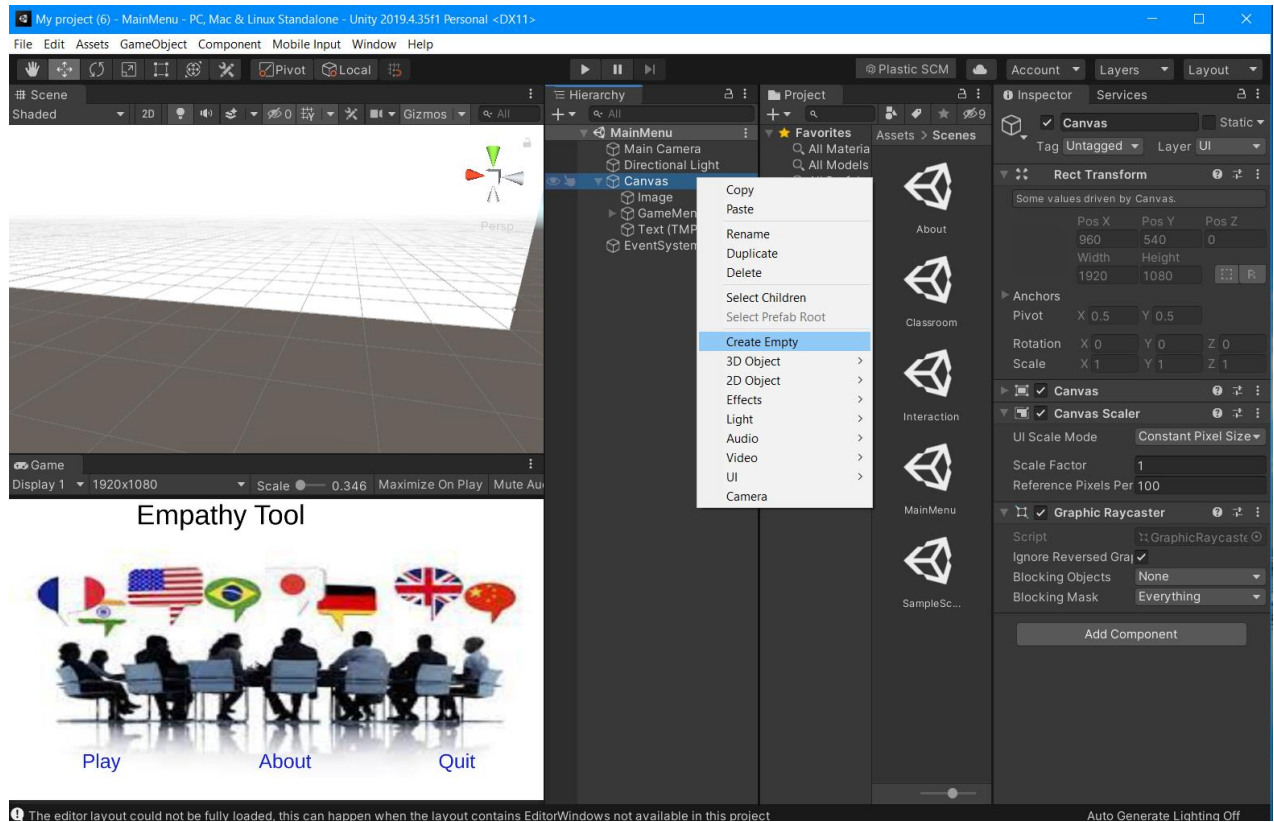 My project (6) - MainMenu - PC, Mac & Linux Standalone - Unity 2019.4.35f1 Personal <DX11>
File Edit Assets GameObject Component Mobile Input Window Help
Pivot Local Plastic SCM Account Layers Layout
Scene
Shaded 2D 0 Gizmos All
Persp
Hierarchy
All
MainMenu
Main Camera
Directional Light
Canvas
Image
GameMen
Text (TMP
EventSystem
Copy
Paste
Rename
Duplicate
Delete
Select Children
Select Prefab Root
Create Empty
3D Object
2D Object
Effects
Light
Audio
Video
UI
Camera
Project
9
Favorites
All Materia
All Models
Assets > Scenes
About
Classroom
Interaction
MainMenu
SampleSc...
Inspector Services
Canvas Static
Tag Untagged Layer UI
Rect Transform
Some values driven by Canvas.
Pos X Pos Y Pos Z
960 540 0
Width Height
1920 1080 R
Anchors
Pivot X 0.5 Y 0.5
Rotation X 0 Y 0 Z 0
Scale X 1 Y 1 Z 1
Canvas
Canvas Scaler
UI Scale Mode Constant Pixel Size
Scale Factor 1
Reference Pixels Per 100
Graphic Raycaster
Script GraphicRaycaste
Ignore Reversed Grap
Blocking Objects None
Blocking Mask Everything
Add Component
Game
Display 1 1920x1080 Scale 0.346 Maximize On Play Mute Au
Empathy Tool
Play About Quit
The editor layout could not be fully loaded, this can happen when the layout contains EditorWindows not available in this project
Auto Generate Lighting Off